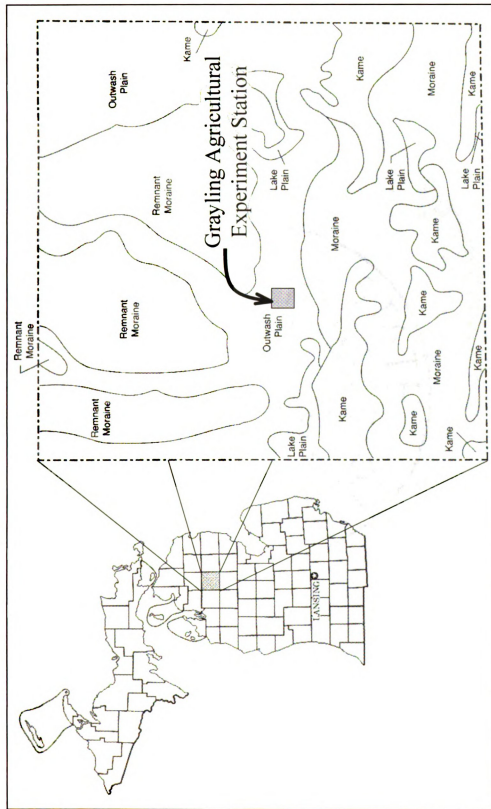 Remnant
Moraine
Remnant
Moraine
Remnant
Moraine
Remnant
Moraine
Outwash
Plain
Kame
Grayling Agricultural
Experiment Station
Outwash
Plain
Lake
Plain
Lake
Plain
Moraine
Kame
Kame
Moraine
Lake
Plain
Kame
Kame
Kame
Moraine
Kame
Kame
Kame
Lake
Plain
LANSING